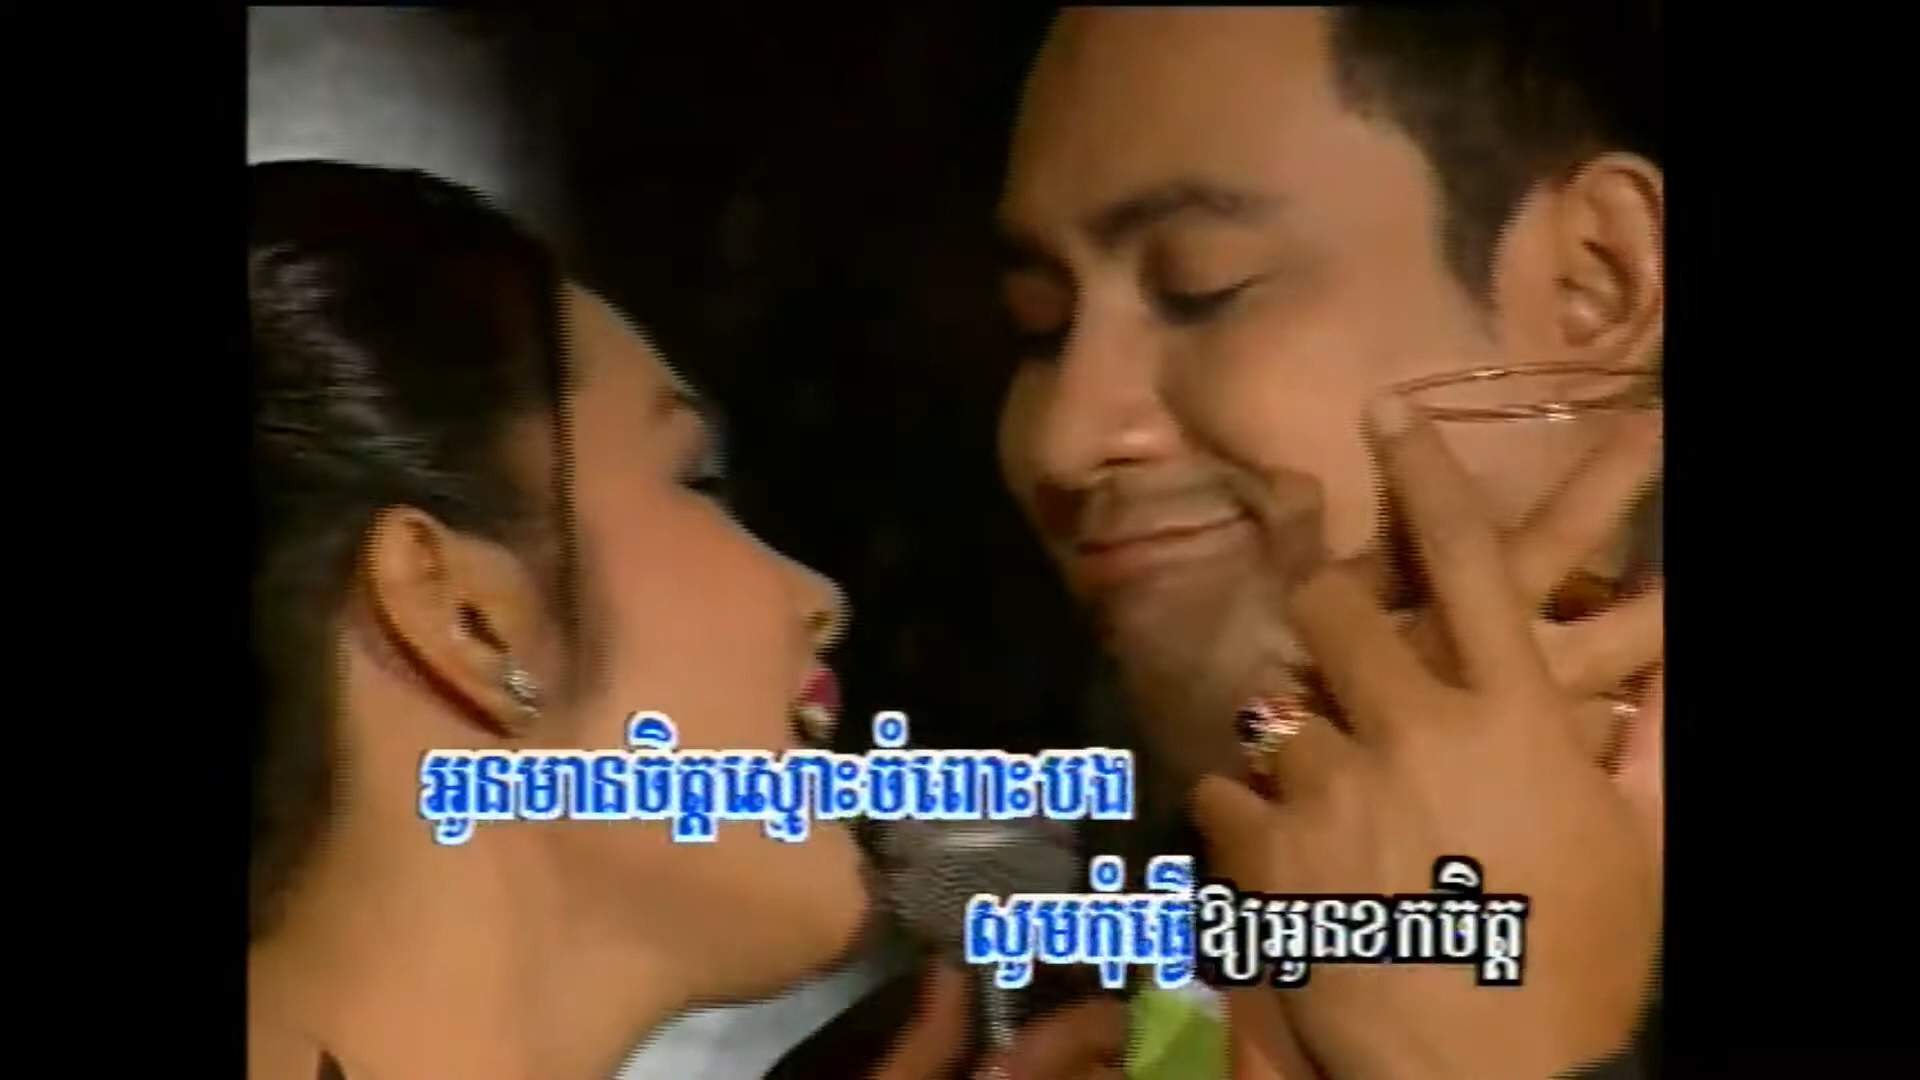 អូនមានចិត្តស្មោះចំពោះបង
សូមកុំធ្វើឱ្យអូនខកចិត្ត